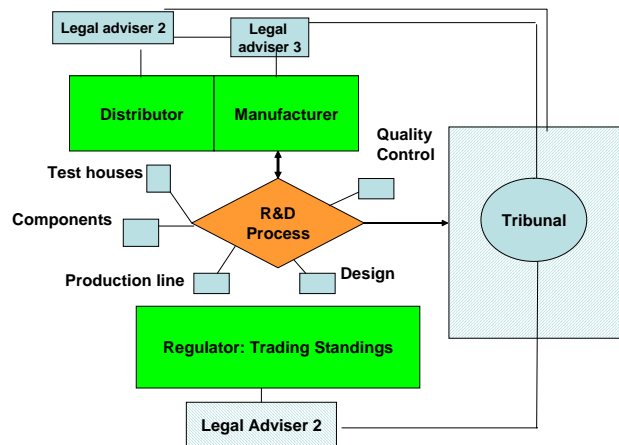 Legal adviser 2
Legal
adviser 3
Distributor
Manufacturer
Quality
Control
Test houses
Components
R&D
Process
Tribunal
Production line
Design
Regulator: Trading Standings
Legal Adviser 2